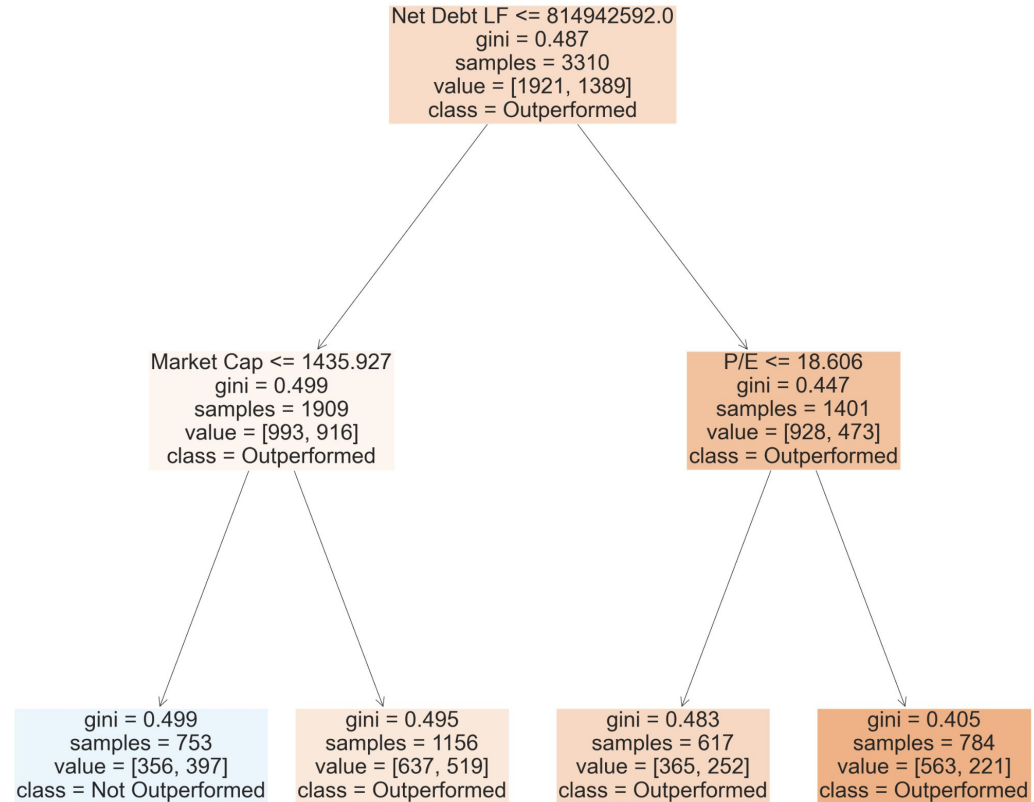 Net Debt LF <= 814942592.0
gini = 0.487
samples = 3310
value = [1921, 1389]
class = Outperformed
Market Cap <= 1435.927
gini = 0.499
samples = 1909
value = [993, 916]
class = Outperformed
P/E <= 18.606
gini = 0.447
samples = 1401
value = [928, 473]
class = Outperformed
gini = 0.499
samples = 753
value = [356, 397]
class = Not Outperformed
gini = 0.495
samples = 1156
value = [637, 519]
class = Outperformed
gini = 0.483
samples = 617
value = [365, 252]
class = Outperformed
gini = 0.405
samples = 784
value = [563, 221]
class = Outperformed